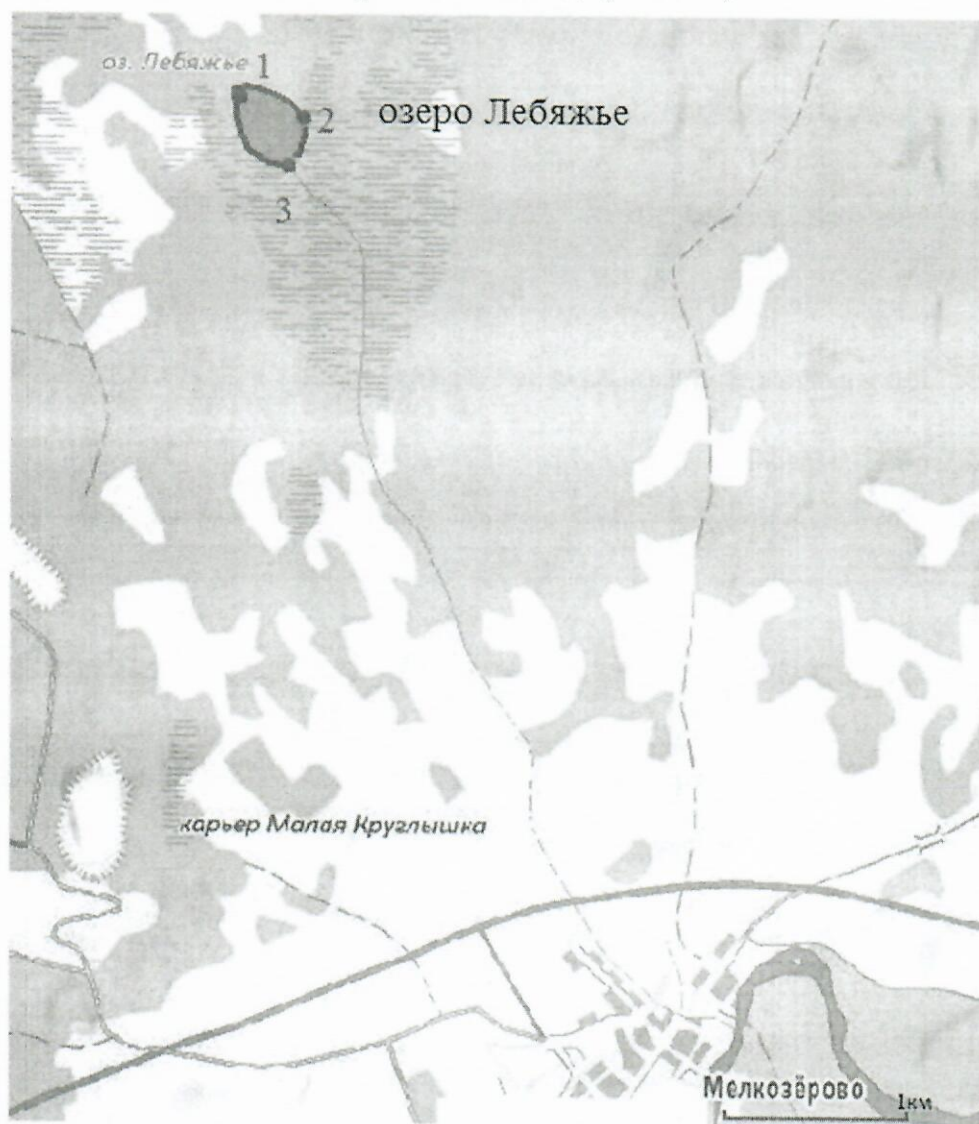 оз. Лебяжье 1
2 озеро Лебяжье
3
карьер Малая Круглышка
Мелкозёрово
1км